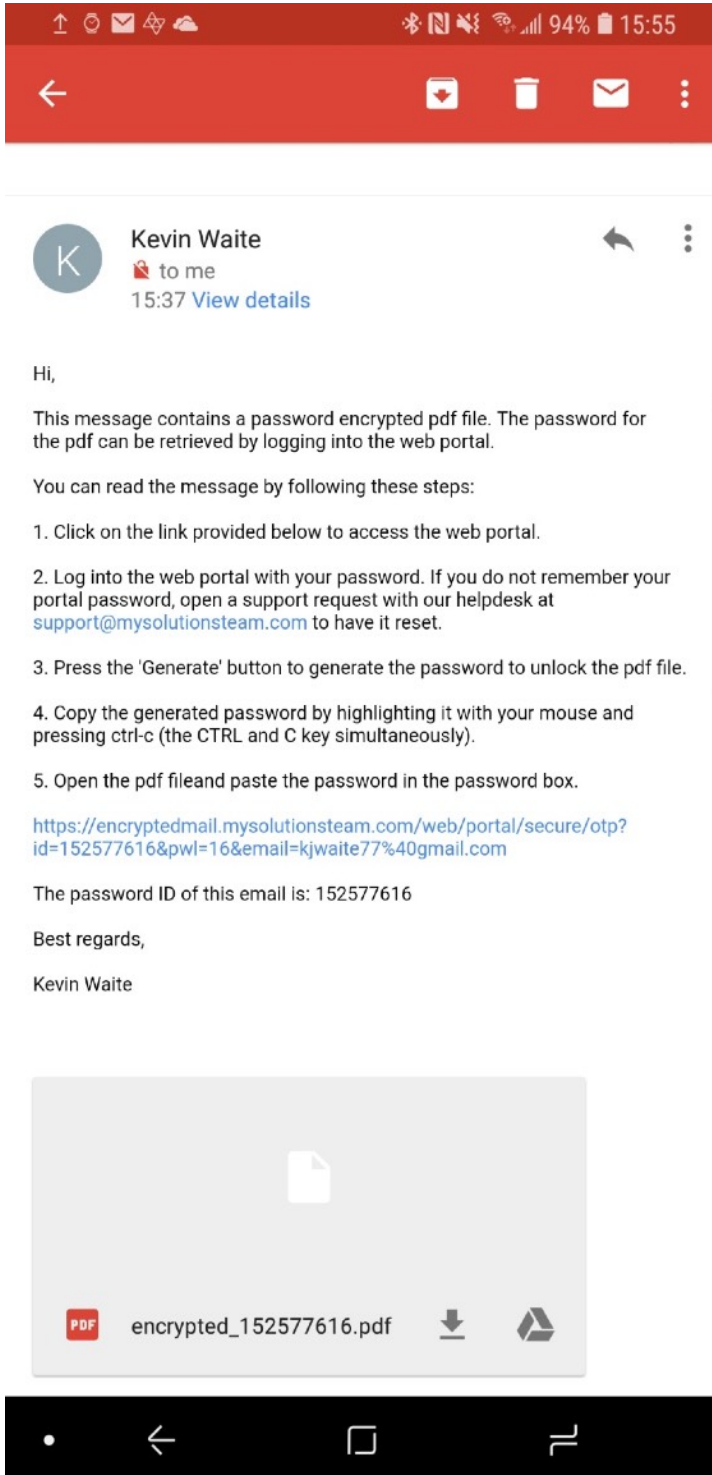 94% 15:55
K
Kevin Waite
to me
15:37 View details
Hi,
This message contains a password encrypted pdf file. The password for
the pdf can be retrieved by logging into the web portal.
You can read the message by following these steps:
1. Click on the link provided below to access the web portal.
2. Log into the web portal with your password. If you do not remember your
portal password, open a support request with our helpdesk at
support@mysolutionsteam.com to have it reset.
3. Press the 'Generate' button to generate the password to unlock the pdf file.
4. Copy the generated password by highlighting it with your mouse and
pressing ctrl-c (the CTRL and C key simultaneously).
5. Open the pdf fileand paste the password in the password box.
https://encryptedmail.mysolutionsteam.com/web/portal/secure/otp?
id=152577616&pwl=16&email=kjwaite77%40gmail.com
The password ID of this email is: 152577616
Best regards,
Kevin Waite
PDF encrypted_152577616.pdf